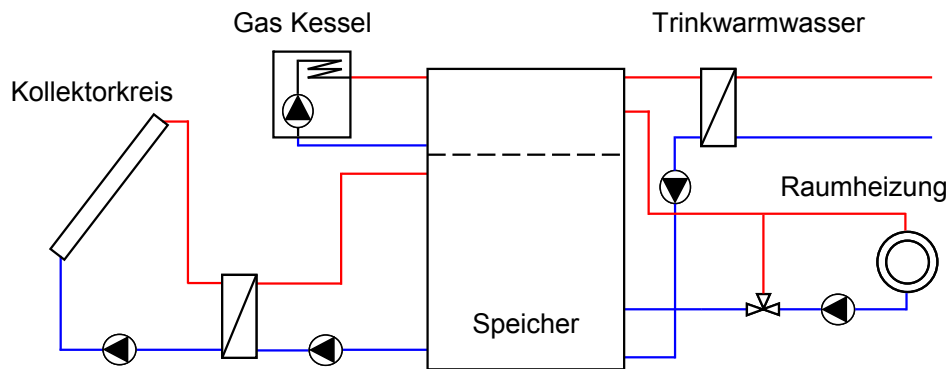 Gas Kessel
Trinkwarmwasser
Kollektorkreis
Raumheizung
Speicher